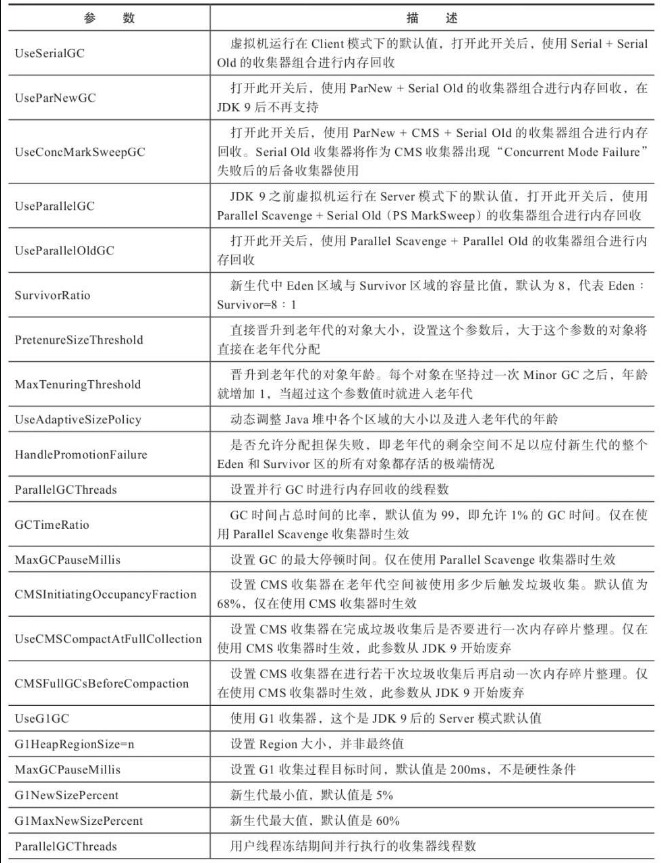 参 数 描 述
UseSerialGC 虚拟机运行在 Client 模式下的默认值，打开此开关后，使用 Serial + Serial
Old 的收集器组合进行内存回收
UseParNewGC 打开此开关后，使用 ParNew + Serial Old 的收集器组合进行内存回收，在
JDK 9 后不再支持
UseConcMarkSweepGC 打开此开关后，使用 ParNew + CMS + Serial Old 的收集器组合进行内存
回收。Serial Old 收集器将作为 CMS 收集器出现“Concurrent Mode Failure”
失败后的后备收集器使用
UseParallelGC JDK 9 之前虚拟机运行在 Server 模式下的默认值，打开此开关后，使用
Parallel Scavenge + Serial Old（PS MarkSweep）的收集器组合进行内存回收
UseParallelOldGC 打开此开关后，使用 Parallel Scavenge + Parallel Old 的收集器组合进行内
存回收
SurvivorRatio 新生代中 Eden 区域与 Survivor 区域的容量比值，默认为 8，代表 Eden：
Survivor=8：1
PretenureSizeThreshold 直接晋升到老年代的对象大小，设置这个参数后，大于这个参数的对象将
直接在老年代分配
MaxTenuringThreshold 晋升到老年代的对象年龄。每个对象在坚持过一次 Minor GC 之后，年龄
就增加 1，当超过这个参数值时就进入老年代
UseAdaptiveSizePolicy 动态调整 Java 堆中各个区域的大小以及进入老年代的年龄
HandlePromotionFailure 是否允许分配担保失败，即老年代的剩余空间不足以应付新生代的整个
Eden 和 Survivor 区的所有对象都存活的极端情况
ParallelGCThreads 设置并行 GC 时进行内存回收的线程数
GCTimeRatio GC 时间占总时间的比率，默认值为 99，即允许 1% 的 GC 时间。仅在使
用 Parallel Scavenge 收集器时生效
MaxGCPauseMillis 设置 GC 的最大停顿时间。仅在使用 Parallel Scavenge 收集器时生效
CMSInitiatingOccupancyFraction 设置 CMS 收集器在老年代空间被使用多少后触发垃圾收集。默认值为
68%，仅在使用 CMS 收集器时生效
UseCMSCompactAtFullCollection 设置 CMS 收集器在完成垃圾收集后是否要进行一次内存碎片整理。仅在
使用 CMS 收集器时生效，此参数从 JDK 9 开始废弃
CMSFullGCsBeforeCompaction 设置 CMS 收集器在进行若干次垃圾收集后再启动一次内存碎片整理。仅
在使用 CMS 收集器时生效，此参数从 JDK 9 开始废弃
UseG1GC 使用 G1 收集器，这个是 JDK 9 后的 Server 模式默认值
G1HeapRegionSize=n 设置 Region 大小，并非最终值
MaxGCPauseMillis 设置 G1 收集过程目标时间，默认值是 200ms，不是硬性条件
G1NewSizePercent 新生代最小值，默认值是 5%
G1MaxNewSizePercent 新生代最大值，默认值是 60%
ParallelGCThreads 用户线程冻结期间并行执行的收集器线程数